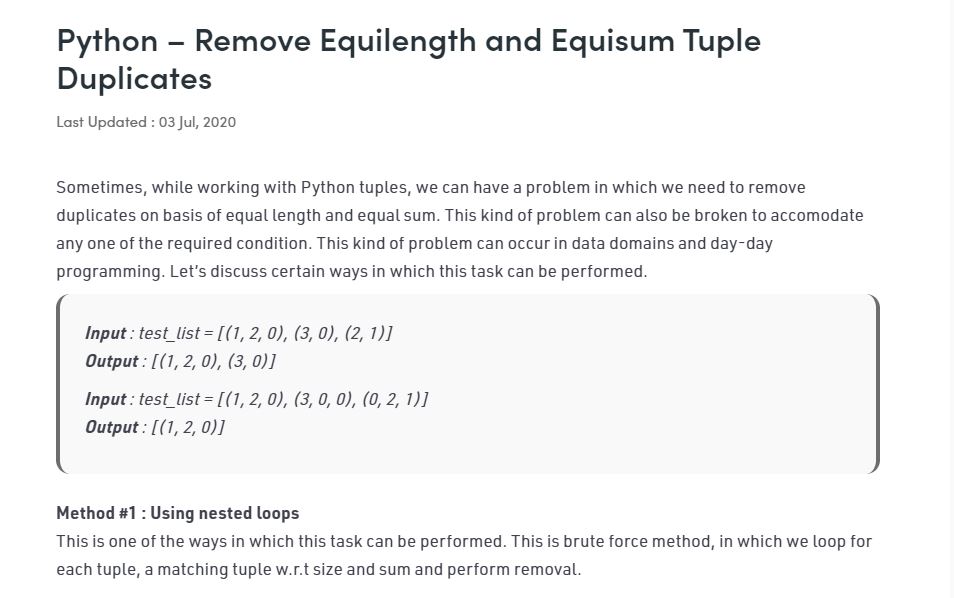 Python – Remove Equilength and Equisum Tuple
Duplicates
Last Updated : 03 Jul, 2020
Sometimes, while working with Python tuples, we can have a problem in which we need to remove
duplicates on basis of equal length and equal sum. This kind of problem can also be broken to accomodate
any one of the required condition. This kind of problem can occur in data domains and day-day
programming. Let's discuss certain ways in which this task can be performed.
Input : test_list = [(1, 2, 0), (3, 0), (2, 1)]
Output : [(1, 2, 0), (3, 0)]
Input : test_list = [(1, 2, 0), (3, 0, 0), (0, 2, 1)]
Output : [(1, 2, 0)]
Method #1 : Using nested loops
This is one of the ways in which this task can be performed. This is brute force method, in which we loop for
each tuple, a matching tuple w.r.t size and sum and perform removal.